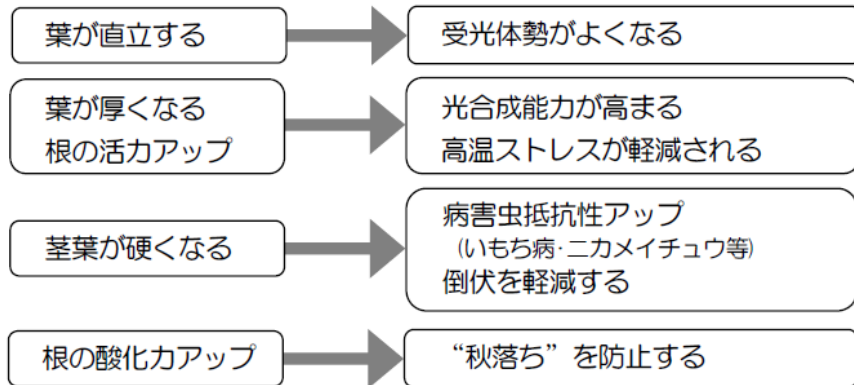 葉が直立する
受光体勢がよくなる
葉が厚くなる
根の活力アップ
光合成能力が高まる
高温ストレスが軽減される
茎葉が硬くなる
病害虫抵抗性アップ
(いもち病・ニカメイチュウ等)
倒伏を軽減する
根の酸化力アップ
“秋落ち”を防止する